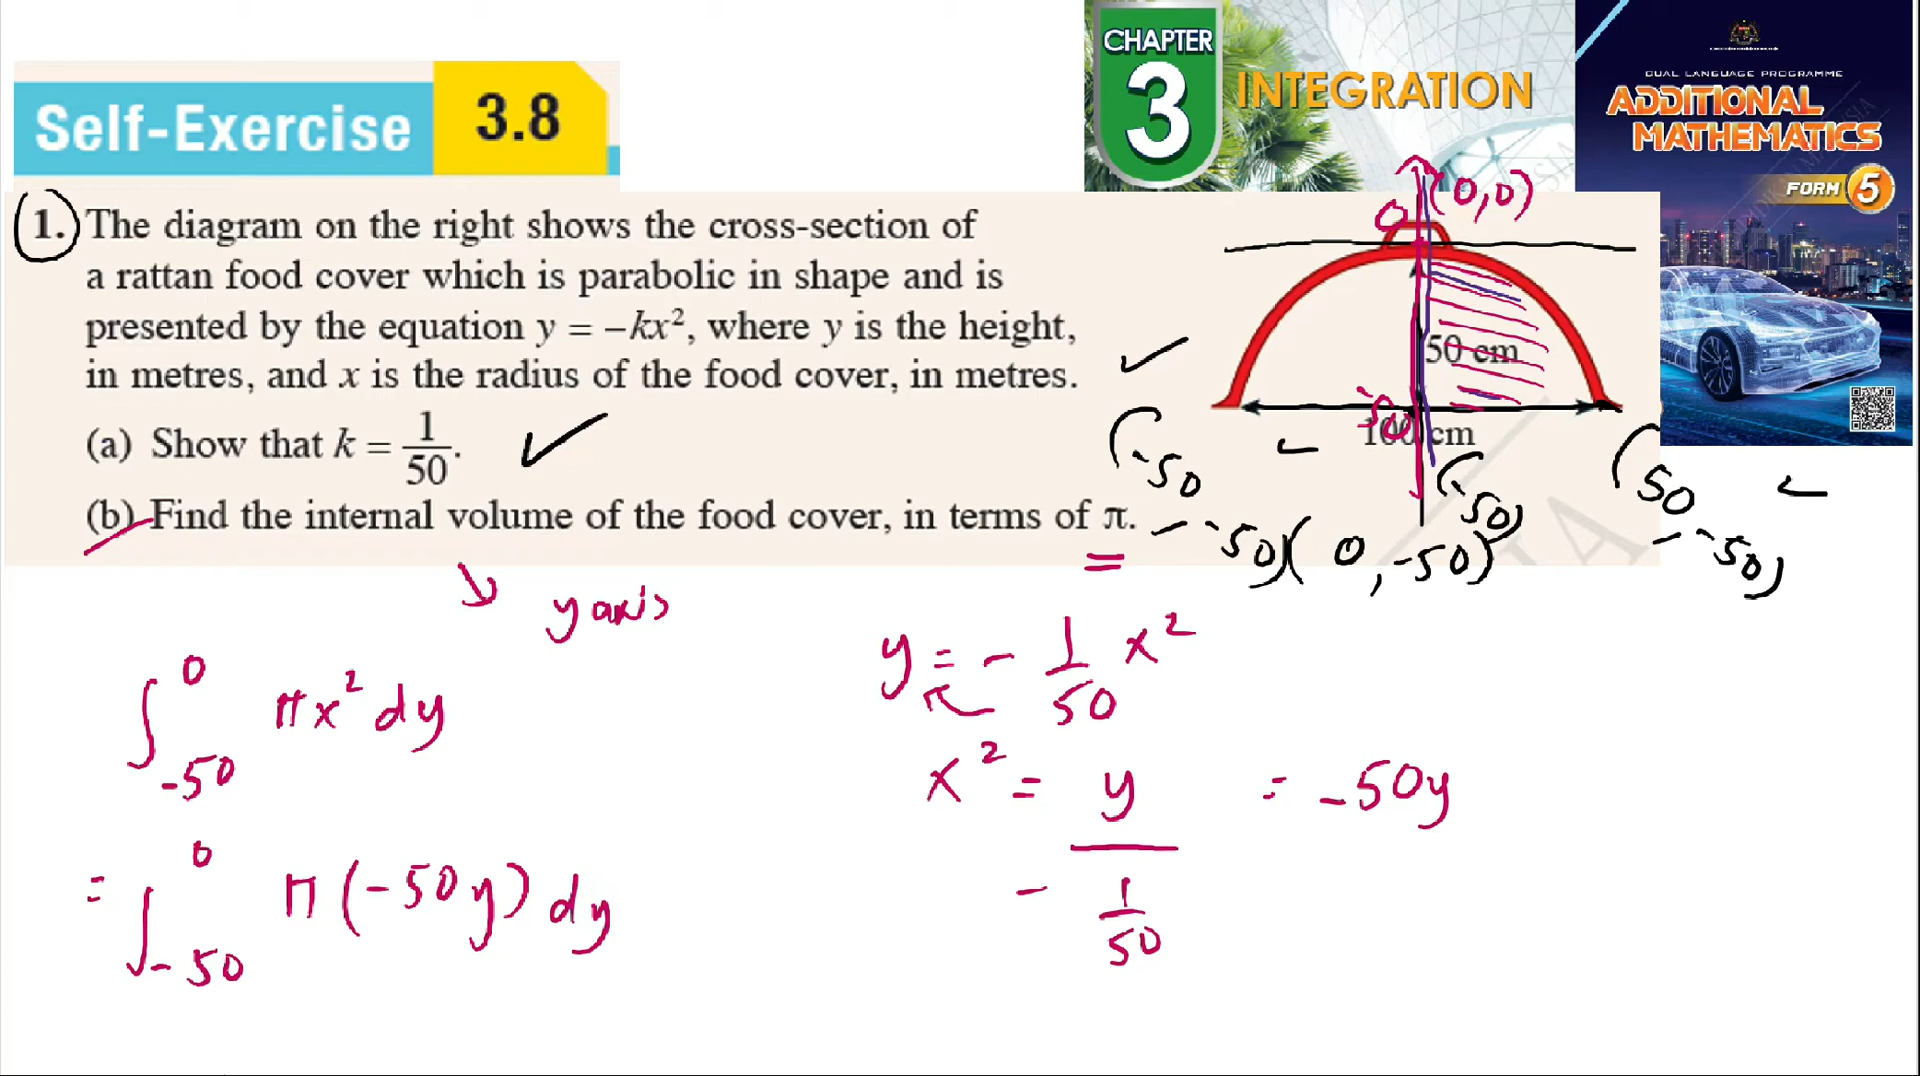 CHAPTER
3
INTEGRATION
DUAL LANGUAGE PROGRAMME
ADDITIONAL
MATHEMATICS
FORM 5
Self-Exercise 3.8
1. The diagram on the right shows the cross-section of
a rattan food cover which is parabolic in shape and is
presented by the equation y = –kx², where y is the height,
in metres, and x is the radius of the food cover, in metres.
(a) Show that k = 1/50.
(b) Find the internal volume of the food cover, in terms of π.
0 (0,0)
50 cm
-50
100 cm
(-50
-50)
(-50)
(0,-50)
(50
-50)
y axis
∫₋₅₀⁰ πx² dy
= ∫₋₅₀⁰ π(-50y) dy
y = - 1/50 x²
x² = y / - 1/50 = -50y